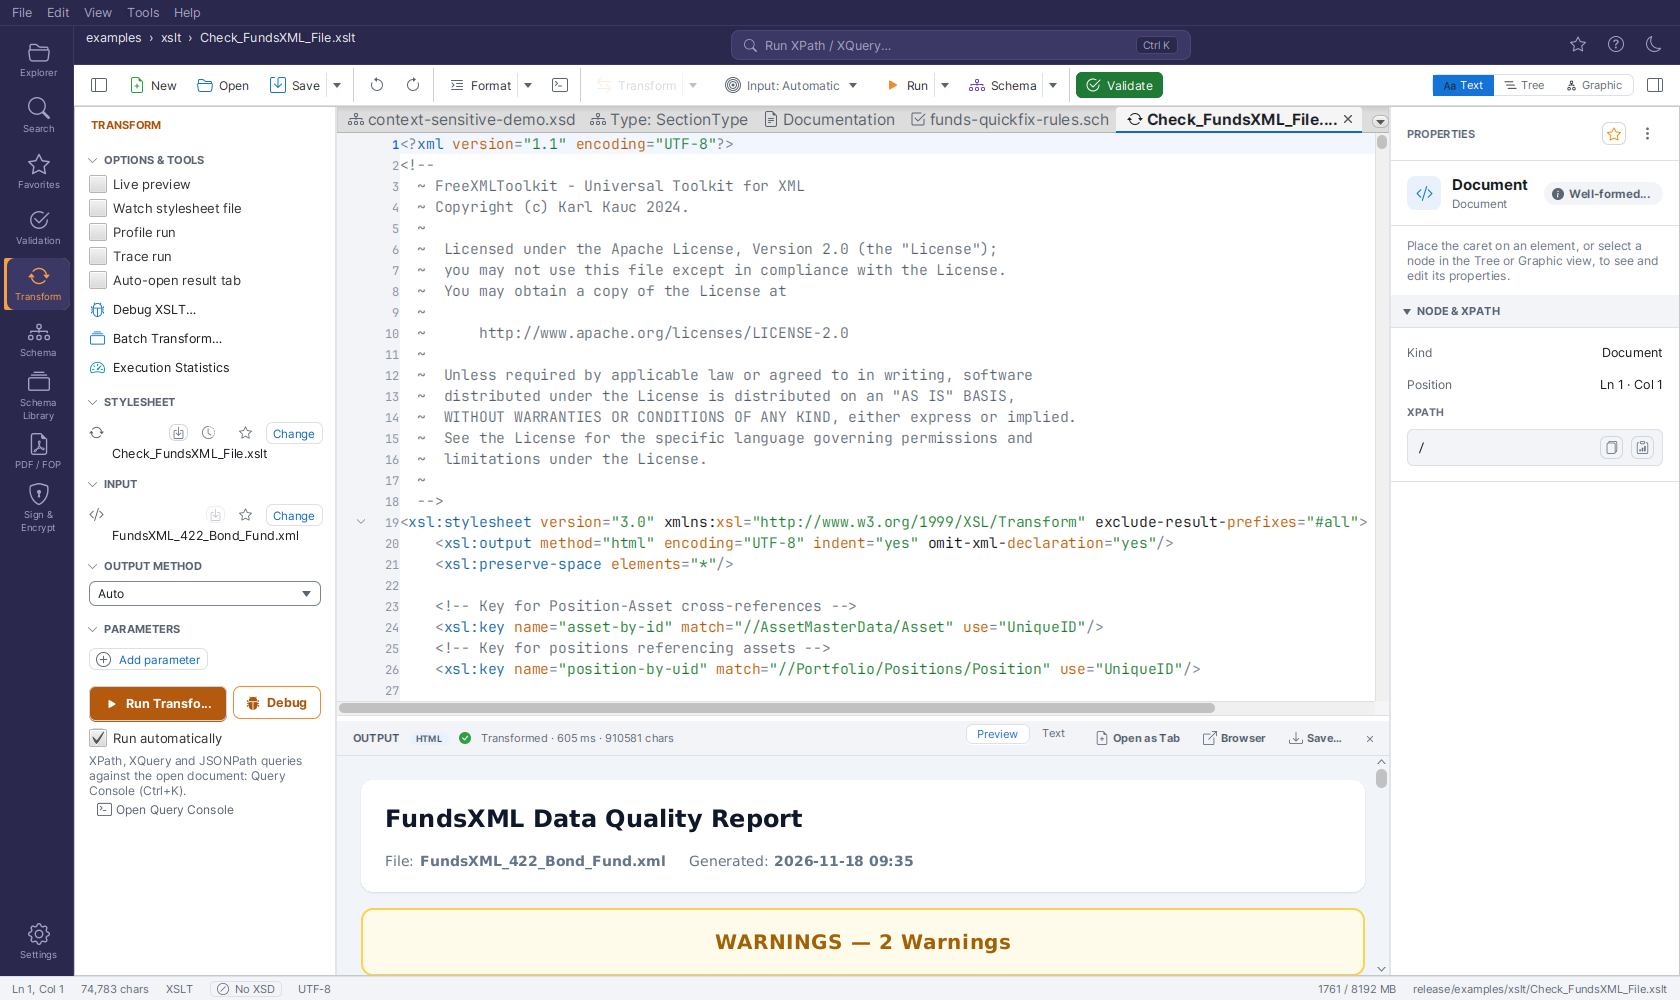 File Edit View Tools Help
examples › xslt › Check_FundsXML_File.xslt
Run XPath / XQuery... Ctrl K
New Open Save Format Transform Input: Automatic Run Schema Validate Aa Text Tree Graphic
Explorer
Search
Favorites
Validation
Transform
Schema
Schema
Library
PDF / FOP
Sign &
Encrypt
Settings
TRANSFORM
OPTIONS & TOOLS
Live preview
Watch stylesheet file
Profile run
Trace run
Auto-open result tab
Debug XSLT...
Batch Transform...
Execution Statistics
STYLESHEET
Change
Check_FundsXML_File.xslt
INPUT
Change
FundsXML_422_Bond_Fund.xml
OUTPUT METHOD
Auto
PARAMETERS
Add parameter
Run Transfo... Debug
Run automatically
XPath, XQuery and JSONPath queries
against the open document: Query
Console (Ctrl+K).
Open Query Console
context-sensitive-demo.xsd Type: SectionType Documentation funds-quickfix-rules.sch Check_FundsXML_File....
1 <?xml version="1.1" encoding="UTF-8"?>
2 <!--
3 ~ FreeXMLToolkit - Universal Toolkit for XML
4 ~ Copyright (c) Karl Kauc 2024.
5 ~
6 ~ Licensed under the Apache License, Version 2.0 (the "License");
7 ~ you may not use this file except in compliance with the License.
8 ~ You may obtain a copy of the License at
9 ~
10 ~ http://www.apache.org/licenses/LICENSE-2.0
11 ~
12 ~ Unless required by applicable law or agreed to in writing, software
13 ~ distributed under the License is distributed on an "AS IS" BASIS,
14 ~ WITHOUT WARRANTIES OR CONDITIONS OF ANY KIND, either express or implied.
15 ~ See the License for the specific language governing permissions and
16 ~ limitations under the License.
17 ~
18 -->
19 <xsl:stylesheet version="3.0" xmlns:xsl="http://www.w3.org/1999/XSL/Transform" exclude-result-prefixes="#all">
20 <xsl:output method="html" encoding="UTF-8" indent="yes" omit-xml-declaration="yes"/>
21 <xsl:preserve-space elements="*"/>
22
23 <!-- Key for Position-Asset cross-references -->
24 <xsl:key name="asset-by-id" match="//AssetMasterData/Asset" use="UniqueID"/>
25 <!-- Key for positions referencing assets -->
26 <xsl:key name="position-by-uid" match="//Portfolio/Positions/Position" use="UniqueID"/>
27
OUTPUT HTML Transformed · 605 ms · 910581 chars Preview Text Open as Tab Browser Save...
FundsXML Data Quality Report
File: FundsXML_422_Bond_Fund.xml Generated: 2026-11-18 09:35
WARNINGS — 2 Warnings
PROPERTIES
Document
Document
Well-formed...
Place the caret on an element, or select a
node in the Tree or Graphic view, to see and
edit its properties.
NODE & XPATH
Kind Document
Position Ln 1 · Col 1
XPATH
/
Ln 1, Col 1 74,783 chars XSLT No XSD UTF-8 1761 / 8192 MB release/examples/xslt/Check_FundsXML_File.xslt